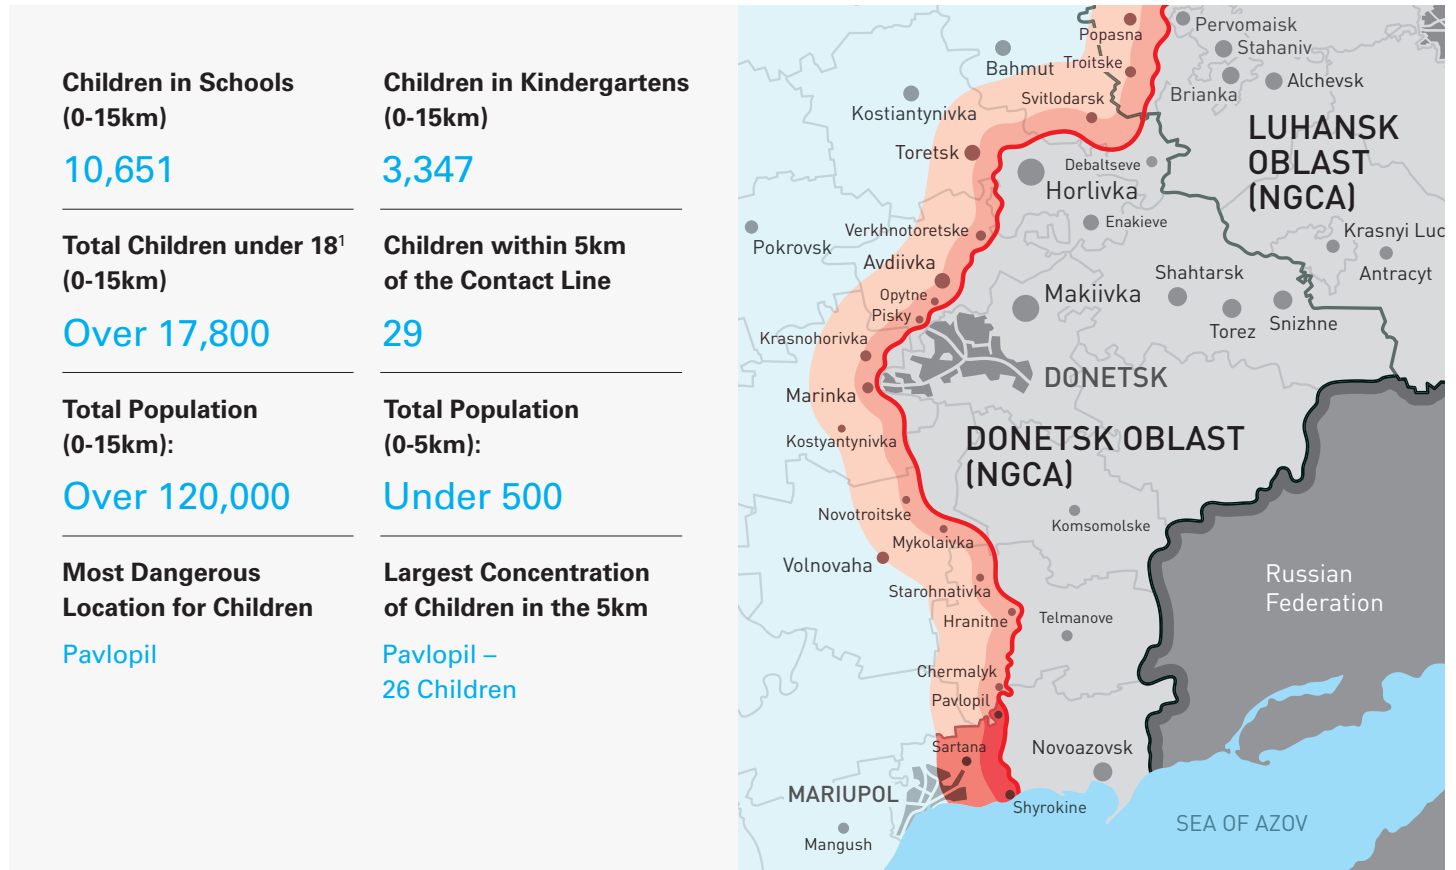 Children in Schools
(0-15km)
10,651
Children in Kindergartens
(0-15km)
3,347
Total Children under 18¹
(0-15km)
Over 17,800
Children within 5km
of the Contact Line
29
Total Population
(0-15km):
Over 120,000
Total Population
(0-5km):
Under 500
Most Dangerous
Location for Children
Pavlopil
Largest Concentration
of Children in the 5km
Pavlopil –
26 Children
Popasna
Pervomaisk
Stahaniv
Bahmut
Troitske
Alchevsk
Brianka
Svitlodarsk
Kostiantynivka
LUHANSK
OBLAST
(NGCA)
Toretsk
Debaltseve
Horlivka
Enakieve
Verkhnotoretske
Krasnyi Luc
Pokrovsk
Avdiivka
Antracyt
Shahtarsk
Opytne
Makiivka
Pisky
Torez
Snizhne
Krasnohorivka
DONETSK
Marinka
Kostyantynivka
DONETSK OBLAST
(NGCA)
Novotroitske
Komsomolske
Mykolaivka
Volnovaha
Russian
Federation
Starohnativka
Hranitne
Telmanove
Chermalyk
Pavlopil
Sartana
Novoazovsk
MARIUPOL
Shyrokine
SEA OF AZOV
Mangush